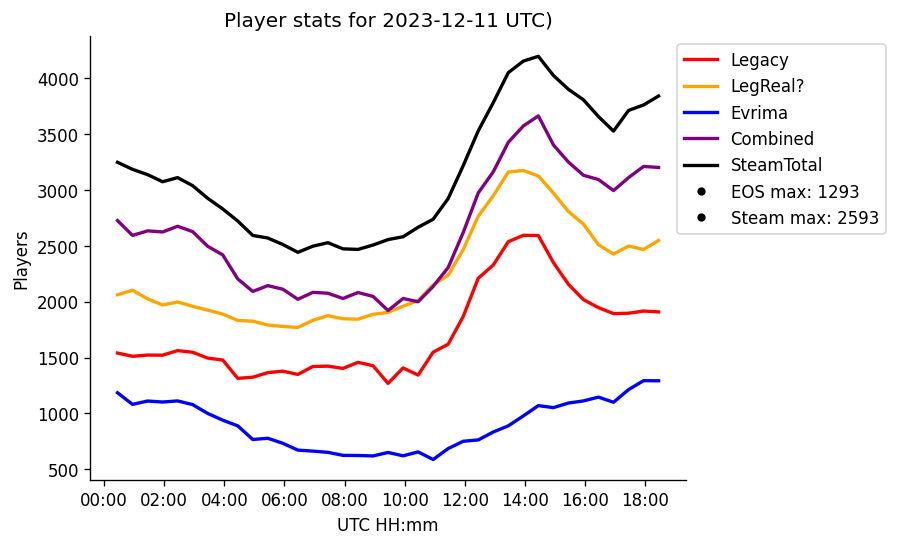 Player stats for 2023-12-11 UTC)
Players
4000
3500
3000
2500
2000
1500
1000
500
00:00 02:00 04:00 06:00 08:00 10:00 12:00 14:00 16:00 18:00
UTC HH:mm
Legacy
LegReal?
Evrima
Combined
SteamTotal
EOS max: 1293
Steam max: 2593